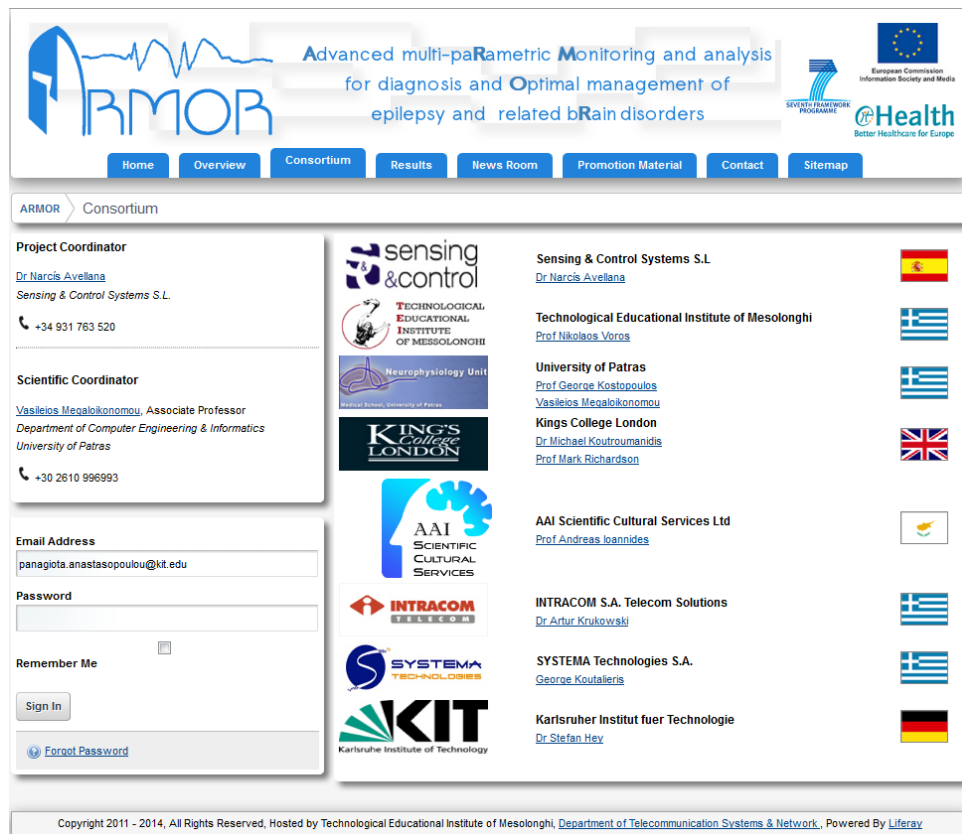 ARMOR
Advanced multi-paRametric Monitoring and analysis
for diagnosis and Optimal management of
epilepsy and related bRain disorders
SEVENTH FRAMEWORK
PROGRAMME
European Commission
Information Society and Media
eHealth
Better Healthcare for Europe
Home Overview Consortium Results News Room Promotion Material Contact Sitemap
ARMOR Consortium
Project Coordinator
Dr Narcís Avellana
Sensing & Control Systems S.L.
+34 931 763 520
Scientific Coordinator
Vasileios Megaloikonomou, Associate Professor
Department of Computer Engineering & Informatics
University of Patras
+30 2610 996993
Email Address
panagiota.anastasopoulou@kit.edu
Password
Remember Me
Sign In
Forgot Password
sensing
&control
Sensing & Control Systems S.L
Dr Narcís Avellana
TECHNOLOGICAL
EDUCATIONAL
INSTITUTE
OF MESSOLONGHI
Technological Educational Institute of Mesolonghi
Prof Nikolaos Voros
Neurophysiology Unit
Medical School, University of Patras
University of Patras
Prof George Kostopoulos
Vasileios Megaloikonomou
KING'S
College
LONDON
Kings College London
Dr Michael Koutroumanidis
Prof Mark Richardson
AAI
SCIENTIFIC
CULTURAL
SERVICES
AAI Scientific Cultural Services Ltd
Prof Andreas Ioannides
INTRACOM
TELECOM
INTRACOM S.A. Telecom Solutions
Dr Artur Krukowski
SYSTEMA
TECHNOLOGIES
SYSTEMA Technologies S.A.
George Koutalieris
KIT
Karlsruhe Institute of Technology
Karlsruher Institut fuer Technologie
Dr Stefan Hey
Copyright 2011 - 2014, All Rights Reserved, Hosted by Technological Educational Institute of Mesolonghi, Department of Telecommunication Systems & Network , Powered By Liferay